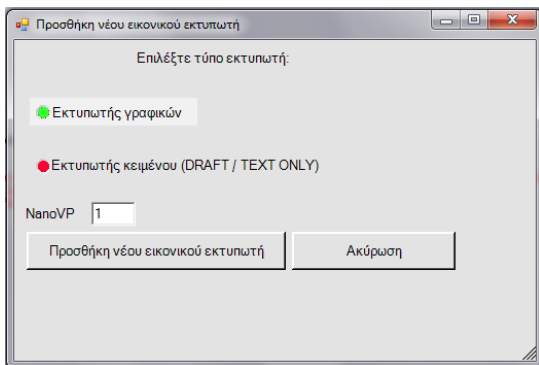 Προσθήκη νέου εικονικού εκτυπωτή
Επιλέξτε τύπο εκτυπωτή:
Εκτυπωτής γραφικών
Εκτυπωτής κειμένου (DRAFT / TEXT ONLY)
NanoVP 1
Προσθήκη νέου εικονικού εκτυπωτή Ακύρωση